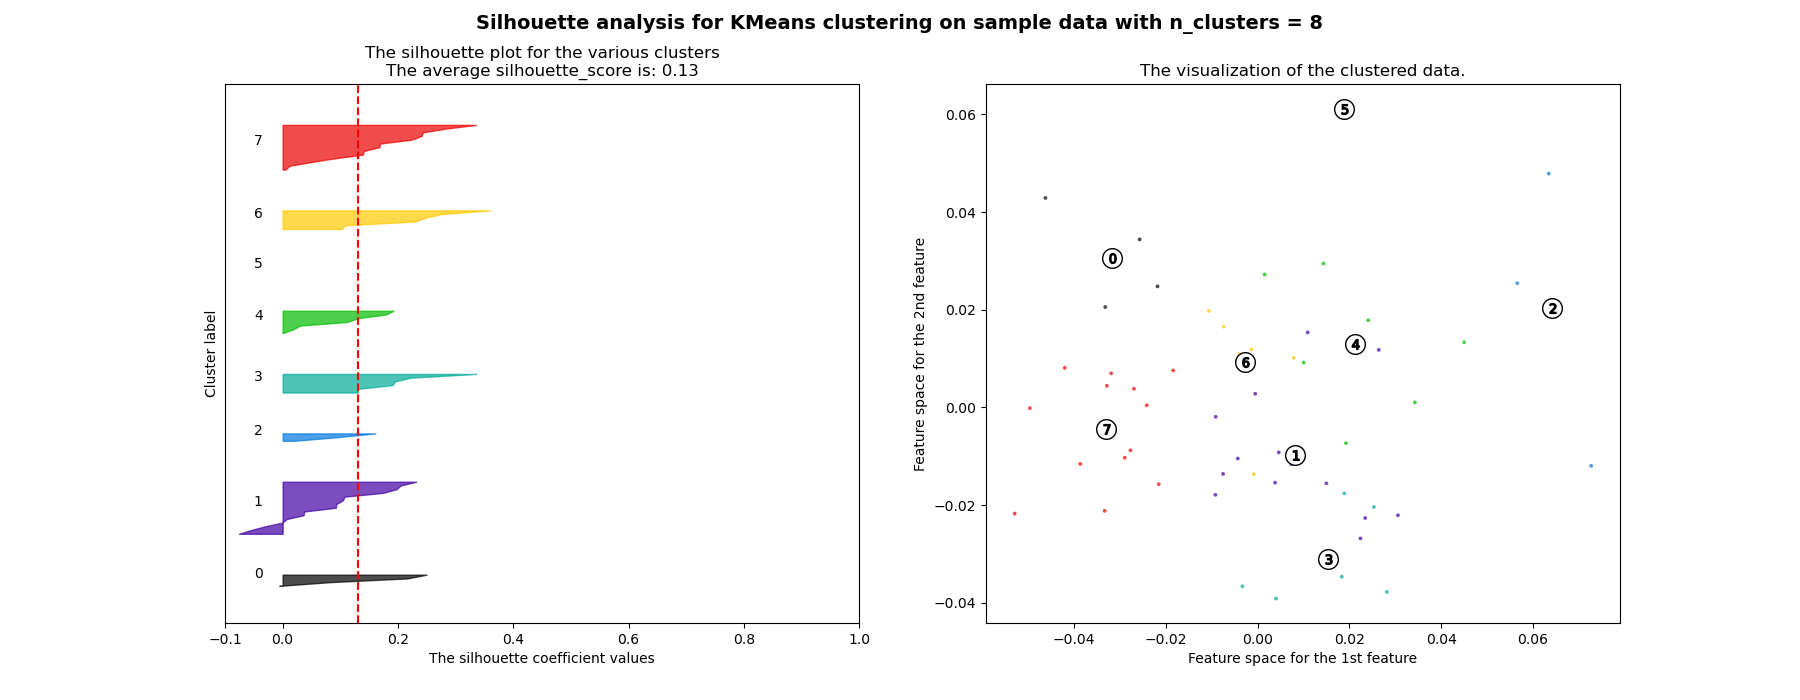 Silhouette analysis for KMeans clustering on sample data with n_clusters = 8
The silhouette plot for the various clusters
The average silhouette_score is: 0.13
7
6
5
4
3
2
1
0
Cluster label
−0.1 0.0 0.2 0.4 0.6 0.8 1.0
The silhouette coefficient values
The visualization of the clustered data.
0.06
0.04
0.02
0.00
−0.02
−0.04
Feature space for the 2nd feature
5
0
2
4
6
7
1
3
−0.04 −0.02 0.00 0.02 0.04 0.06
Feature space for the 1st feature